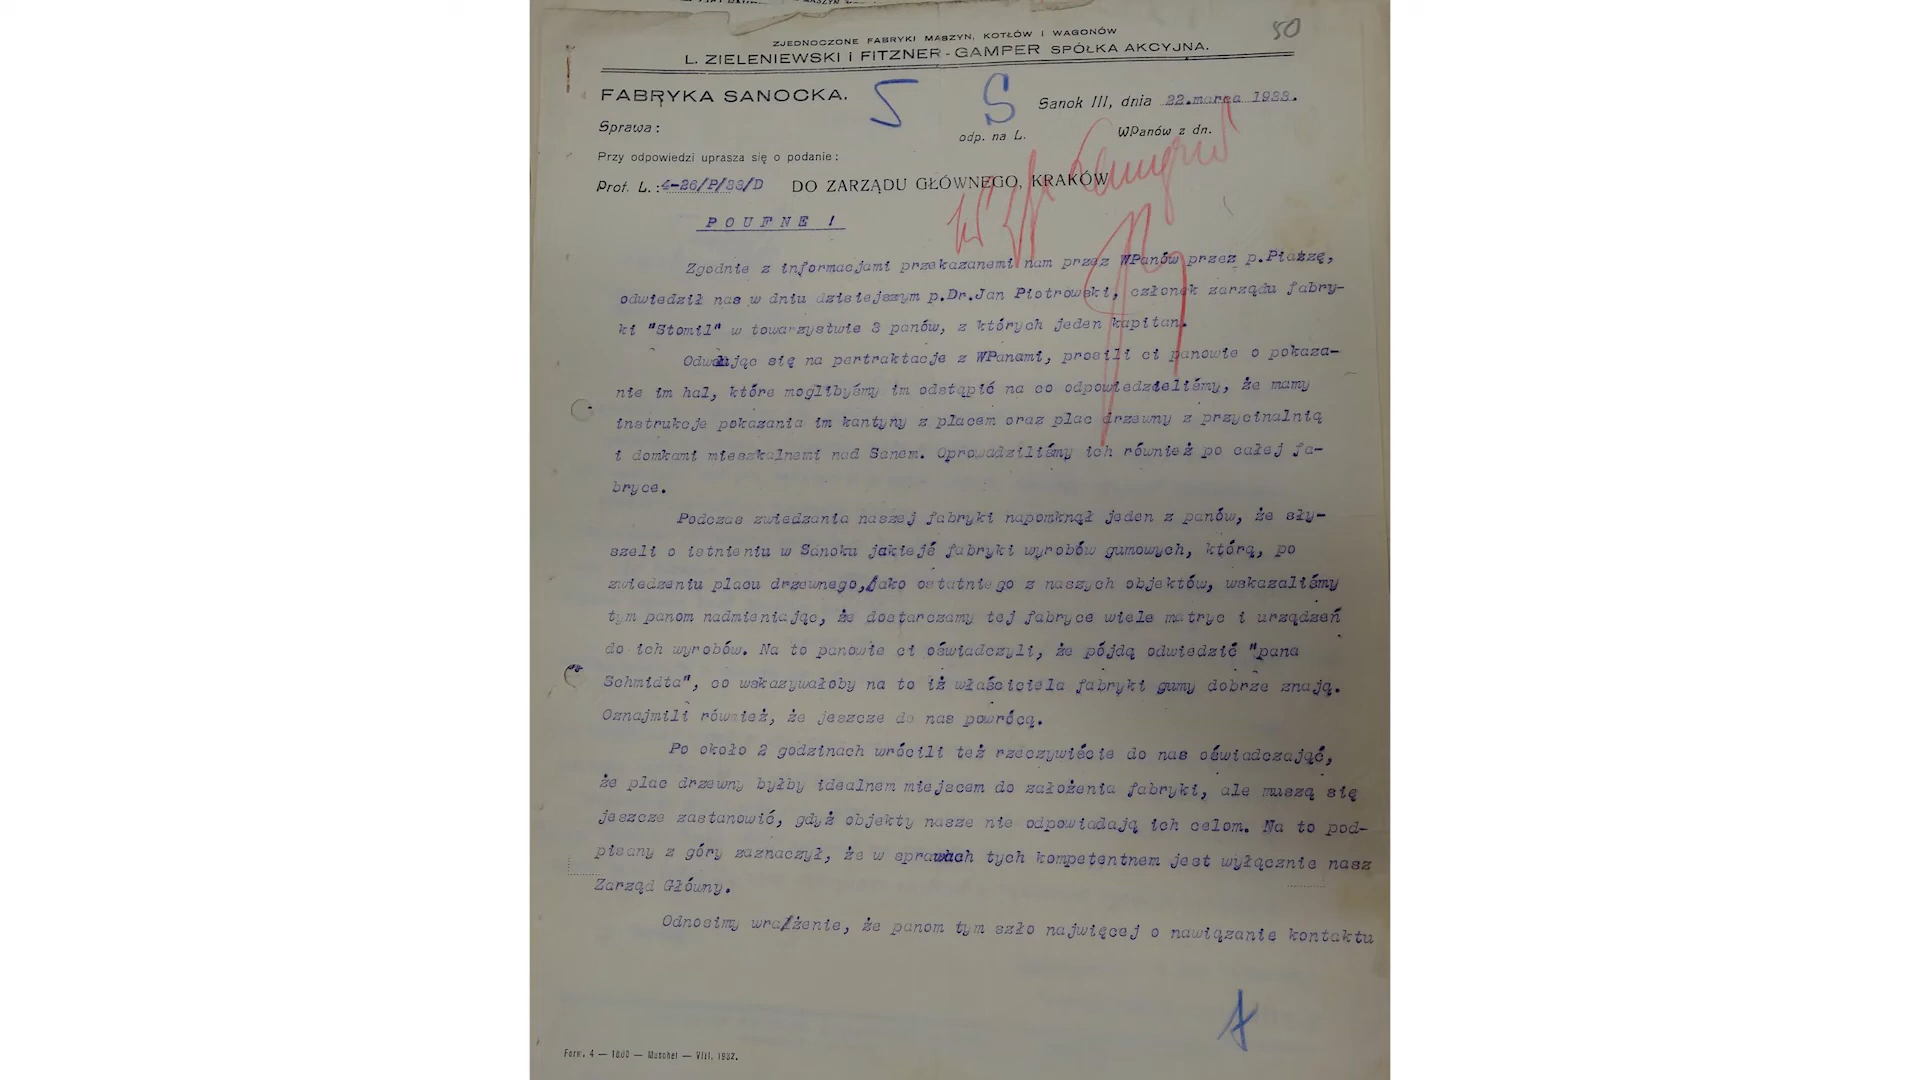 50
ZJEDNOCZONE FABRYKI MASZYN, KOTŁÓW I WAGONÓW
L. ZIELENIEWSKI i FITZNER-GAMPER SPÓŁKA AKCYJNA.
FABRYKA SANOCKA.
S S
Sanok III, dnia 22.marca 1933.
Sprawa:
odp. na L. WPanów z dn.
Przy odpowiedzi uprasza się o podanie:
Prof. L.: 4-26/P/33/D DO ZARZĄDU GŁÓWNEGO, KRAKÓW
POUFNE !
Zgodnie z informacjami przekazanemi nam przez WPanów przez p.Piażzę,
odwiedził nas w dniu dzisiejszym p.Dr.Jan Piotrowski, członek zarządu fabry-
ki "Stomil" w towarzystwie 3 panów, z których jeden kapitan.
Odwołując się na pertraktacje z WPanami, prosili ci panowie o pokaza-
nie im hal, które moglibyśmy im odstąpić na co odpowiedzieliśmy, że mamy
instrukcje pokazania im kantyny z placem oraz plac drzewny z przycinalnią
i domkami mieszkalnemi nad Sanem. Oprowadziliśmy ich również po całej fa-
bryce.
Podczas zwiedzania naszej fabryki napomknął jeden z panów, że sły-
szeli o istnieniu w Sanoku jakiejś fabryki wyrobów gumowych, którą, po
zwiedzeniu placu drzewnego, jako ostatniego z naszych objektów, wskazaliśmy
tym panom nadmieniając, że dostarczamy tej fabryce wiele matryc i urządzeń
do ich wyrobów. Na to panowie ci oświadczyli, że pójdą odwiedzić "pana
Schmidta", co wskazywałoby na to iż właściciela fabryki gumy dobrze znają.
Oznajmili również, że jeszcze do nas powrócą.
Po około 2 godzinach wrócili też rzeczywiście do nas oświadczając,
że plac drzewny byłby idealnem miejscem do założenia fabryki, ale muszą się
jeszcze zastanowić, gdyż objekty nasze nie odpowiadają ich celom. Na to pod-
pisany z góry zaznaczył, że w sprawach tych kompetentnem jest wyłącznie nasz
Zarząd Główny.
Odnosimy wrażenie, że panom tym szło najwięcej o nawiązanie kontaktu
Form. 4 — 1800 — Muschel — VIII. 1932.